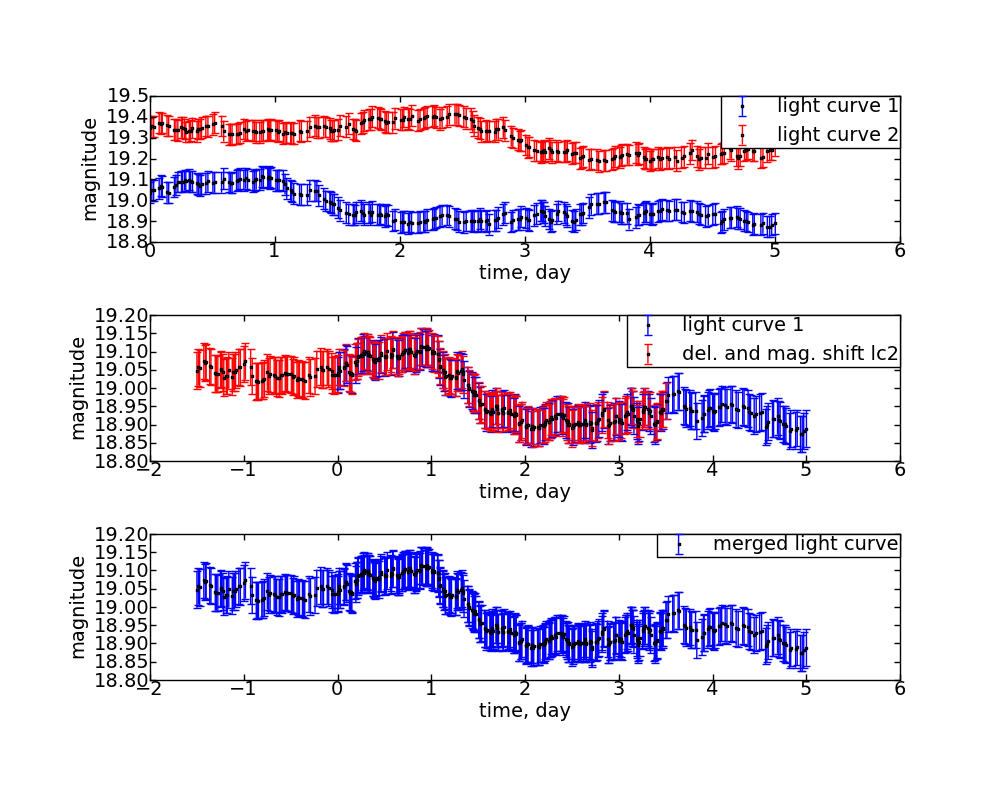 19.5
19.4
19.3
19.2
19.1
19.0
18.9
18.8
magnitude
light curve 1
light curve 2
0 1 2 3 4 5 6
time, day
19.20
19.15
19.10
19.05
19.00
18.95
18.90
18.85
18.80
magnitude
light curve 1
del. and mag. shift lc2
−2 −1 0 1 2 3 4 5 6
time, day
19.20
19.15
19.10
19.05
19.00
18.95
18.90
18.85
18.80
magnitude
merged light curve
−2 −1 0 1 2 3 4 5 6
time, day